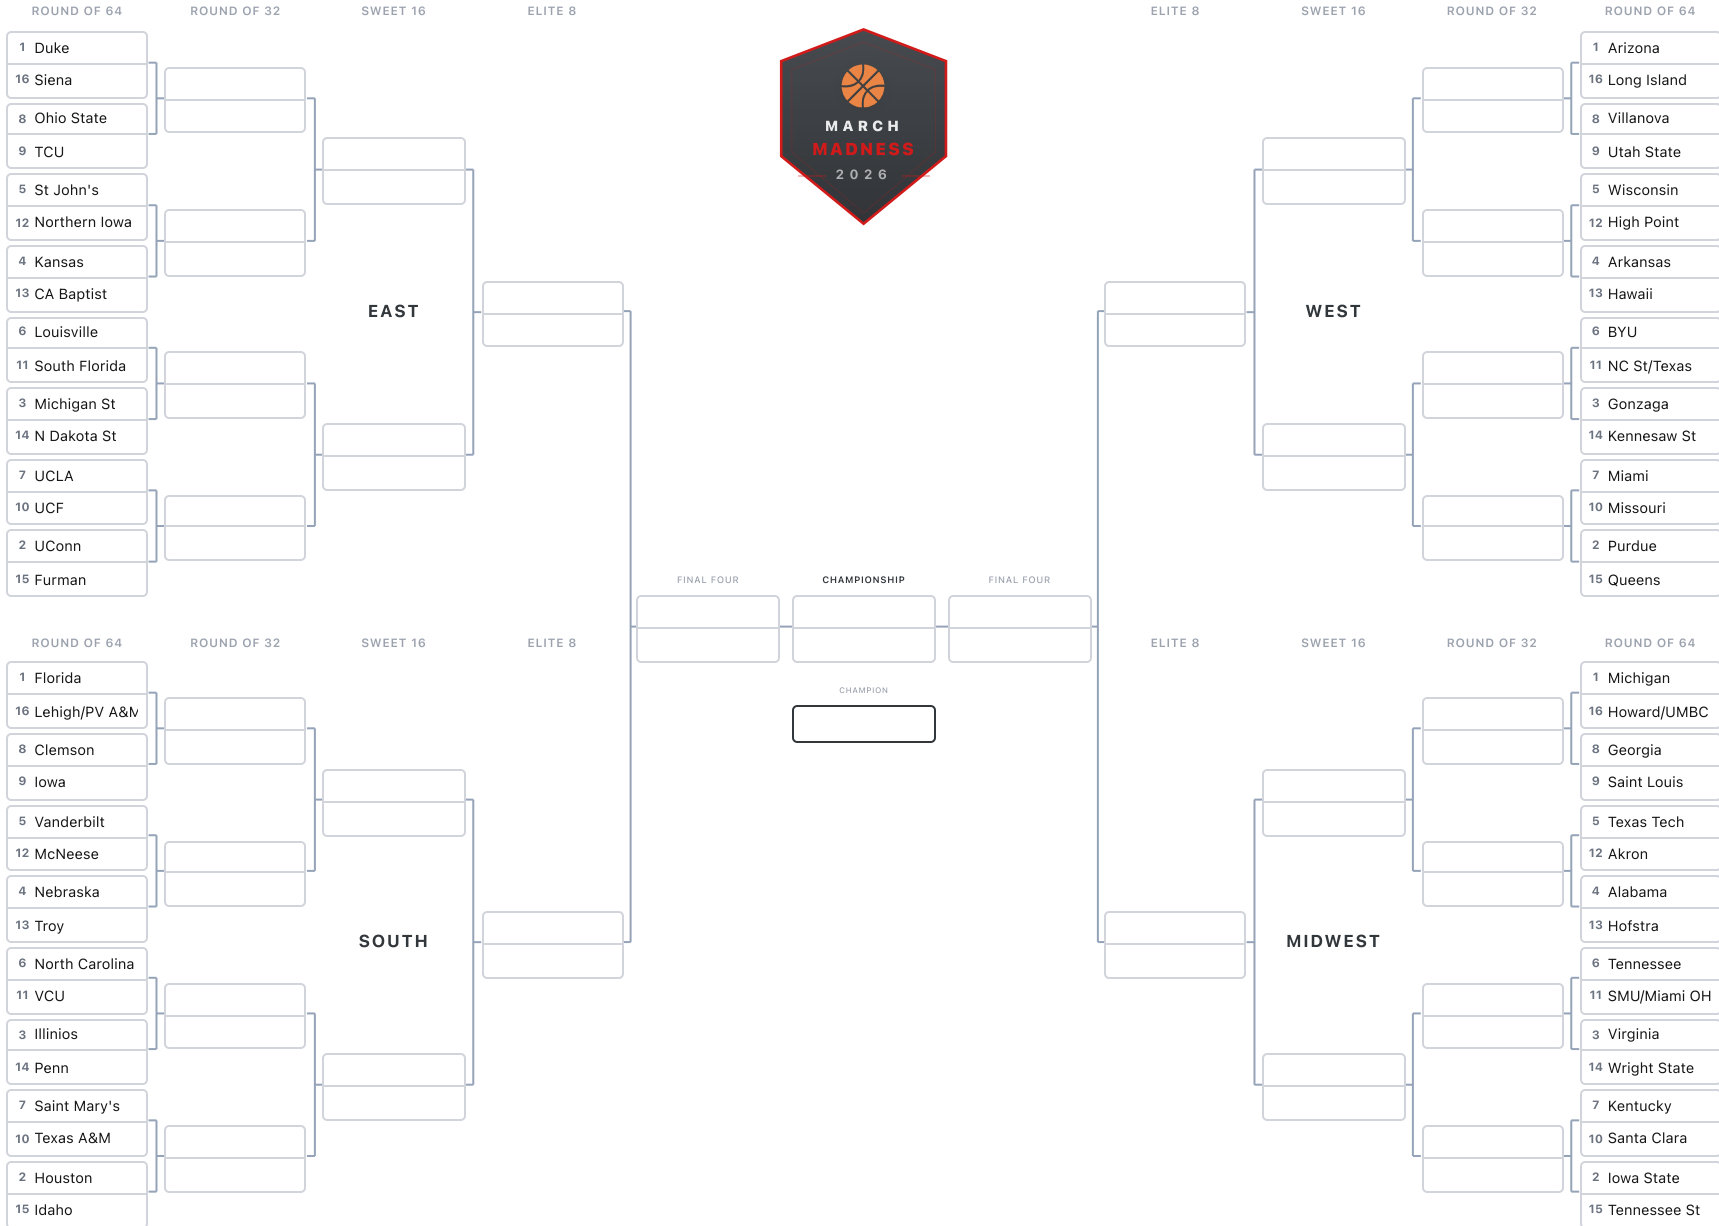 ROUND OF 64
ROUND OF 32
SWEET 16
ELITE 8
1 Duke
16 Siena
8 Ohio State
9 TCU
5 St John's
12 Northern Iowa
4 Kansas
13 CA Baptist
6 Louisville
11 South Florida
3 Michigan St
14 N Dakota St
7 UCLA
10 UCF
2 UConn
15 Furman
EAST
MARCH
MADNESS
2026
ELITE 8
SWEET 16
ROUND OF 32
ROUND OF 64
1 Arizona
16 Long Island
8 Villanova
9 Utah State
5 Wisconsin
12 High Point
4 Arkansas
13 Hawaii
6 BYU
11 NC St/Texas
3 Gonzaga
14 Kennesaw St
7 Miami
10 Missouri
2 Purdue
15 Queens
WEST
FINAL FOUR
CHAMPIONSHIP
FINAL FOUR
CHAMPION
ROUND OF 64
ROUND OF 32
SWEET 16
ELITE 8
1 Florida
16 Lehigh/PV A&M
8 Clemson
9 Iowa
5 Vanderbilt
12 McNeese
4 Nebraska
13 Troy
6 North Carolina
11 VCU
3 Illinios
14 Penn
7 Saint Mary's
10 Texas A&M
2 Houston
15 Idaho
SOUTH
ELITE 8
SWEET 16
ROUND OF 32
ROUND OF 64
1 Michigan
16 Howard/UMBC
8 Georgia
9 Saint Louis
5 Texas Tech
12 Akron
4 Alabama
13 Hofstra
6 Tennessee
11 SMU/Miami OH
3 Virginia
14 Wright State
7 Kentucky
10 Santa Clara
2 Iowa State
15 Tennessee St
MIDWEST